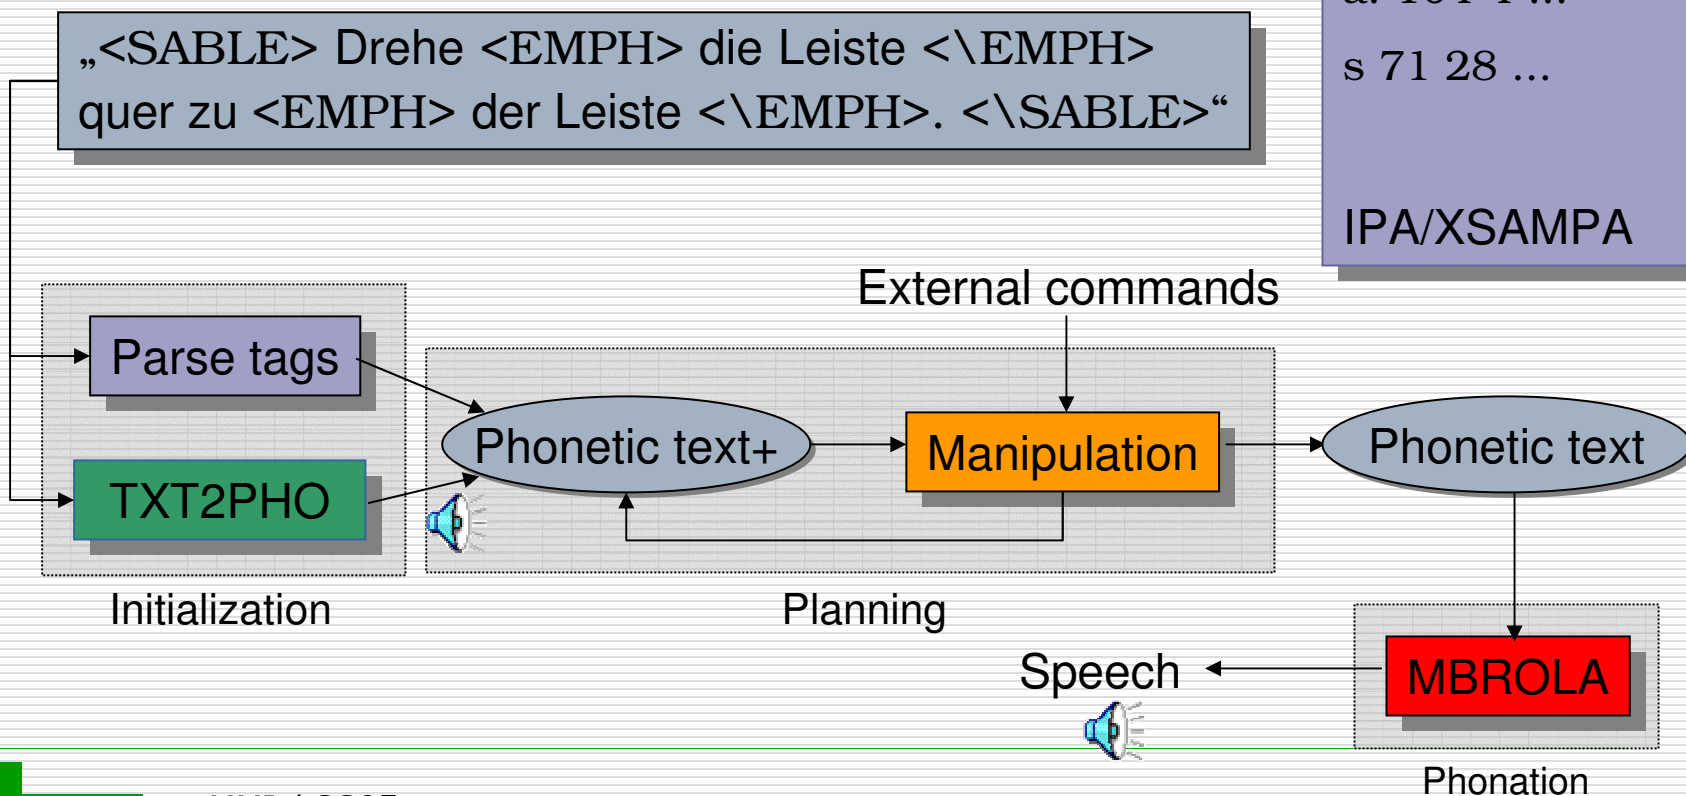 „<SABLE> Drehe <EMPH> die Leiste <\EMPH>
quer zu <EMPH> der Leiste <\EMPH>. <\SABLE>“
s 71 28 ...
IPA/XSAMPA
External commands
Parse tags
Phonetic text+
Manipulation
Phonetic text
TXT2PHO
Initialization
Planning
Speech
MBROLA
Phonation